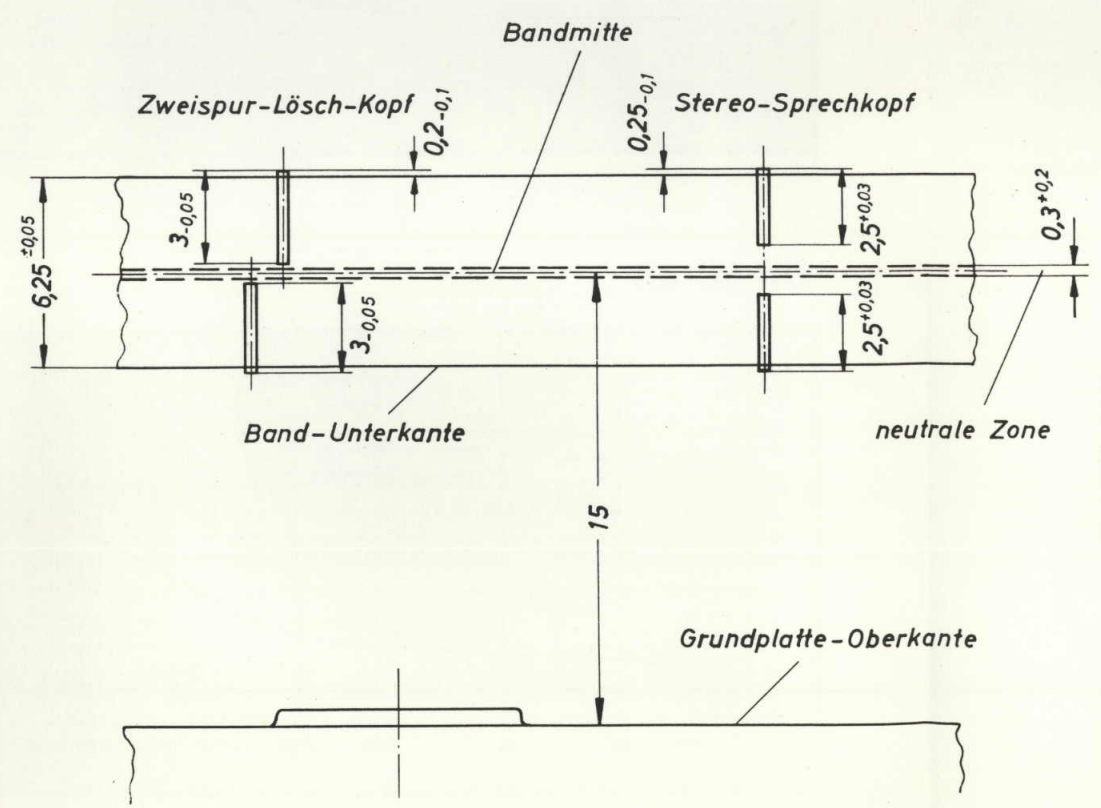 Bandmitte
Zweispur-Lösch-Kopf
0,2-0,1
0,25-0,1
Stereo-Sprechkopf
6,25 ±0,05
3-0,05
2,5+0,03
0,3+0,2
3-0,05
2,5+0,03
Band-Unterkante
neutrale Zone
15
Grundplatte-Oberkante